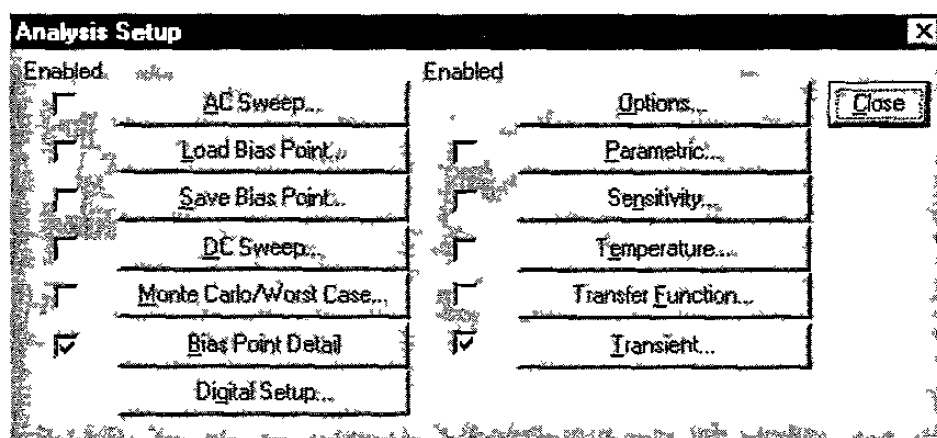 Analysis Setup
Enabled
AC Sweep...
Load Bias Point...
Save Bias Point...
DC Sweep...
Monte Carlo/Worst Case...
Bias Point Detail
Digital Setup...
Enabled
Options...
Parametric...
Sensitivity...
Temperature...
Transfer Function...
Transient...
Close